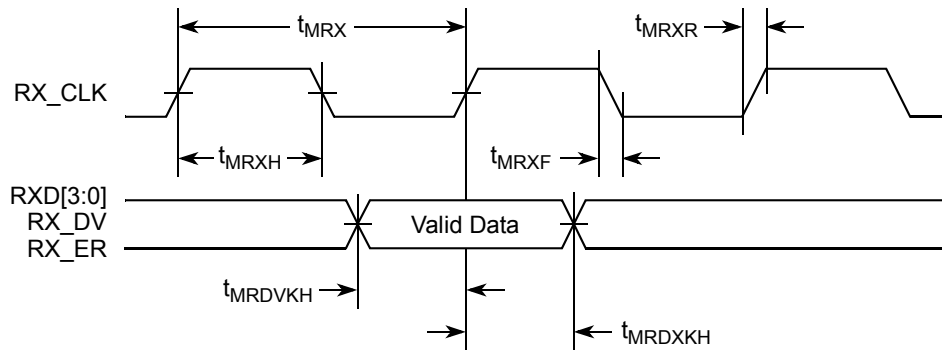 tMRX
tMRXR
RX_CLK
tMRXH
tMRXF
RXD[3:0]
RX_DV
RX_ER
Valid Data
tMRDVKH
tMRDXKH